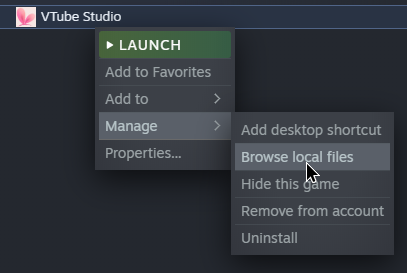 VTube Studio
LAUNCH
Add to Favorites
Add to
Manage
Properties...
Add desktop shortcut
Browse local files
Hide this game
Remove from account
Uninstall